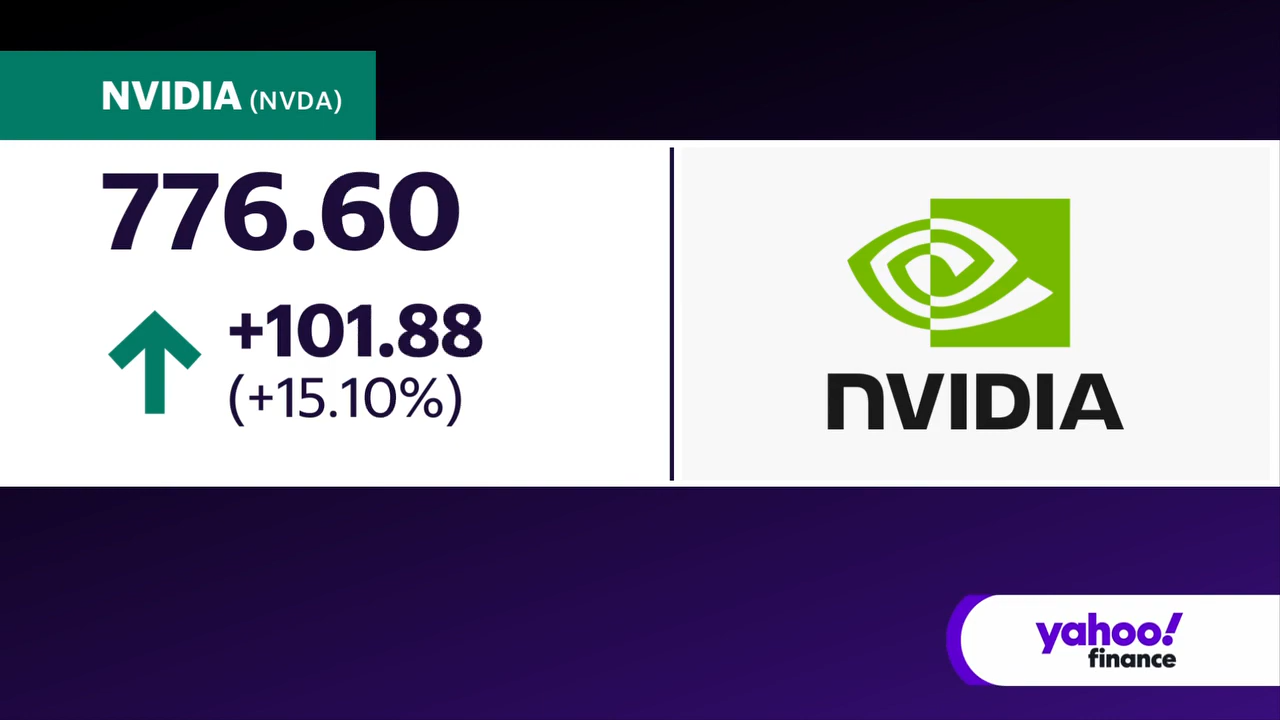 NVIDIA (NVDA)
776.60
+101.88
(+15.10%)
NVIDIA
yahoo!
finance